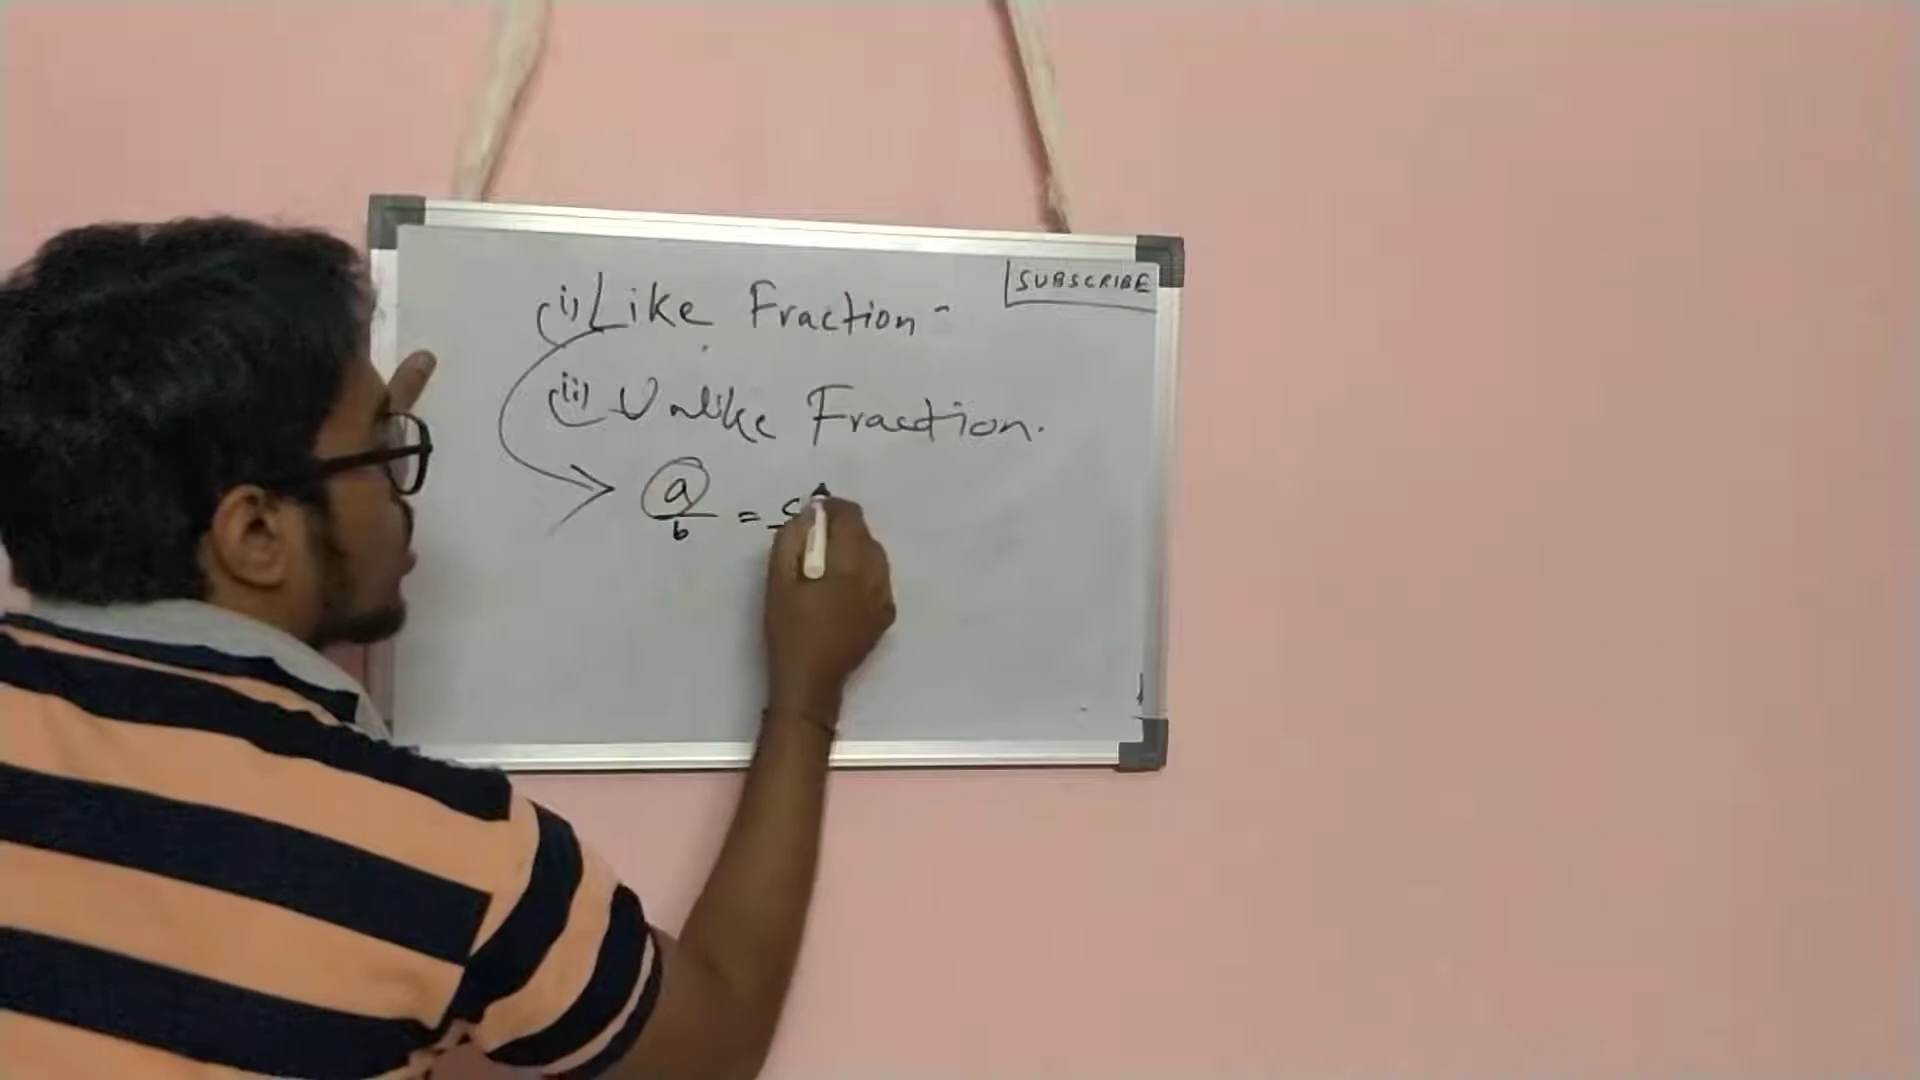 SUBSCRIBE
(i) Like Fraction -
(ii) Unlike Fraction.
a/b = c